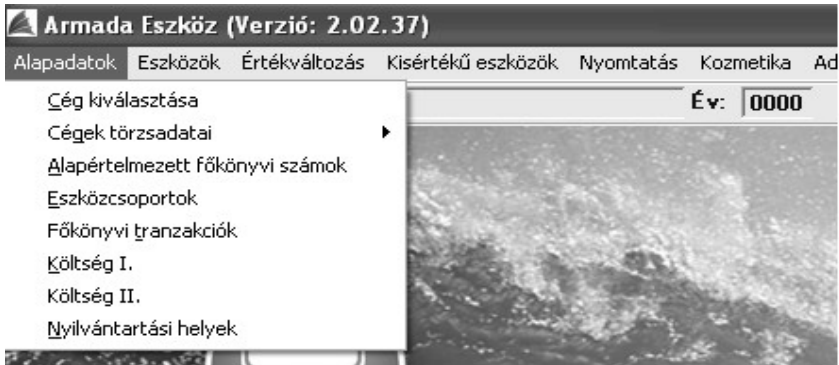 Armada Eszköz (Verzió: 2.02.37)
Alapadatok Eszközök Értékváltozás Kisértékű eszközök Nyomtatás Kozmetika Ad
Év: 0000
Cég kiválasztása
Cégek törzsadatai
Alapértelmezett főkönyvi számok
Eszközcsoportok
Főkönyvi tranzakciók
Költség I.
Költség II.
Nyilvántartási helyek